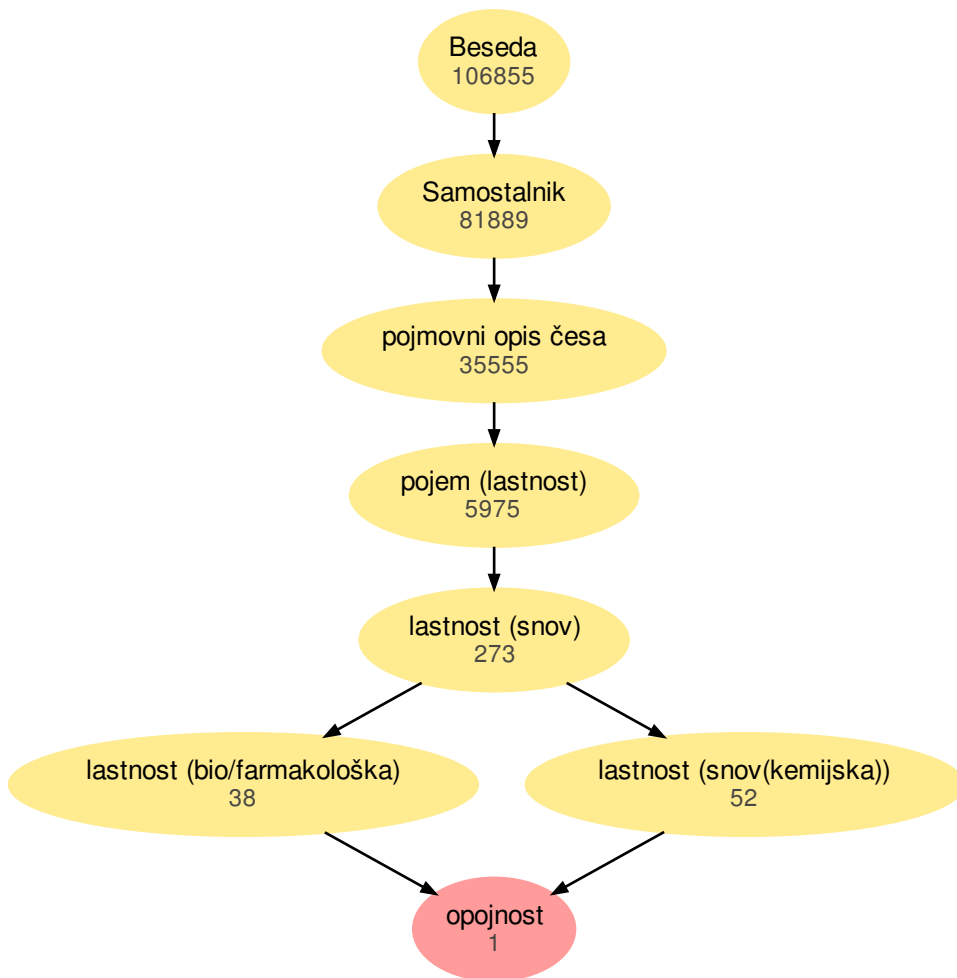 Beseda
106855
Samostalnik
81889
pojmovni opis česa
35555
pojem (lastnost)
5975
lastnost (snov)
273
lastnost (bio/farmakološka)
38
lastnost (snov(kemijska))
52
opojnost
1